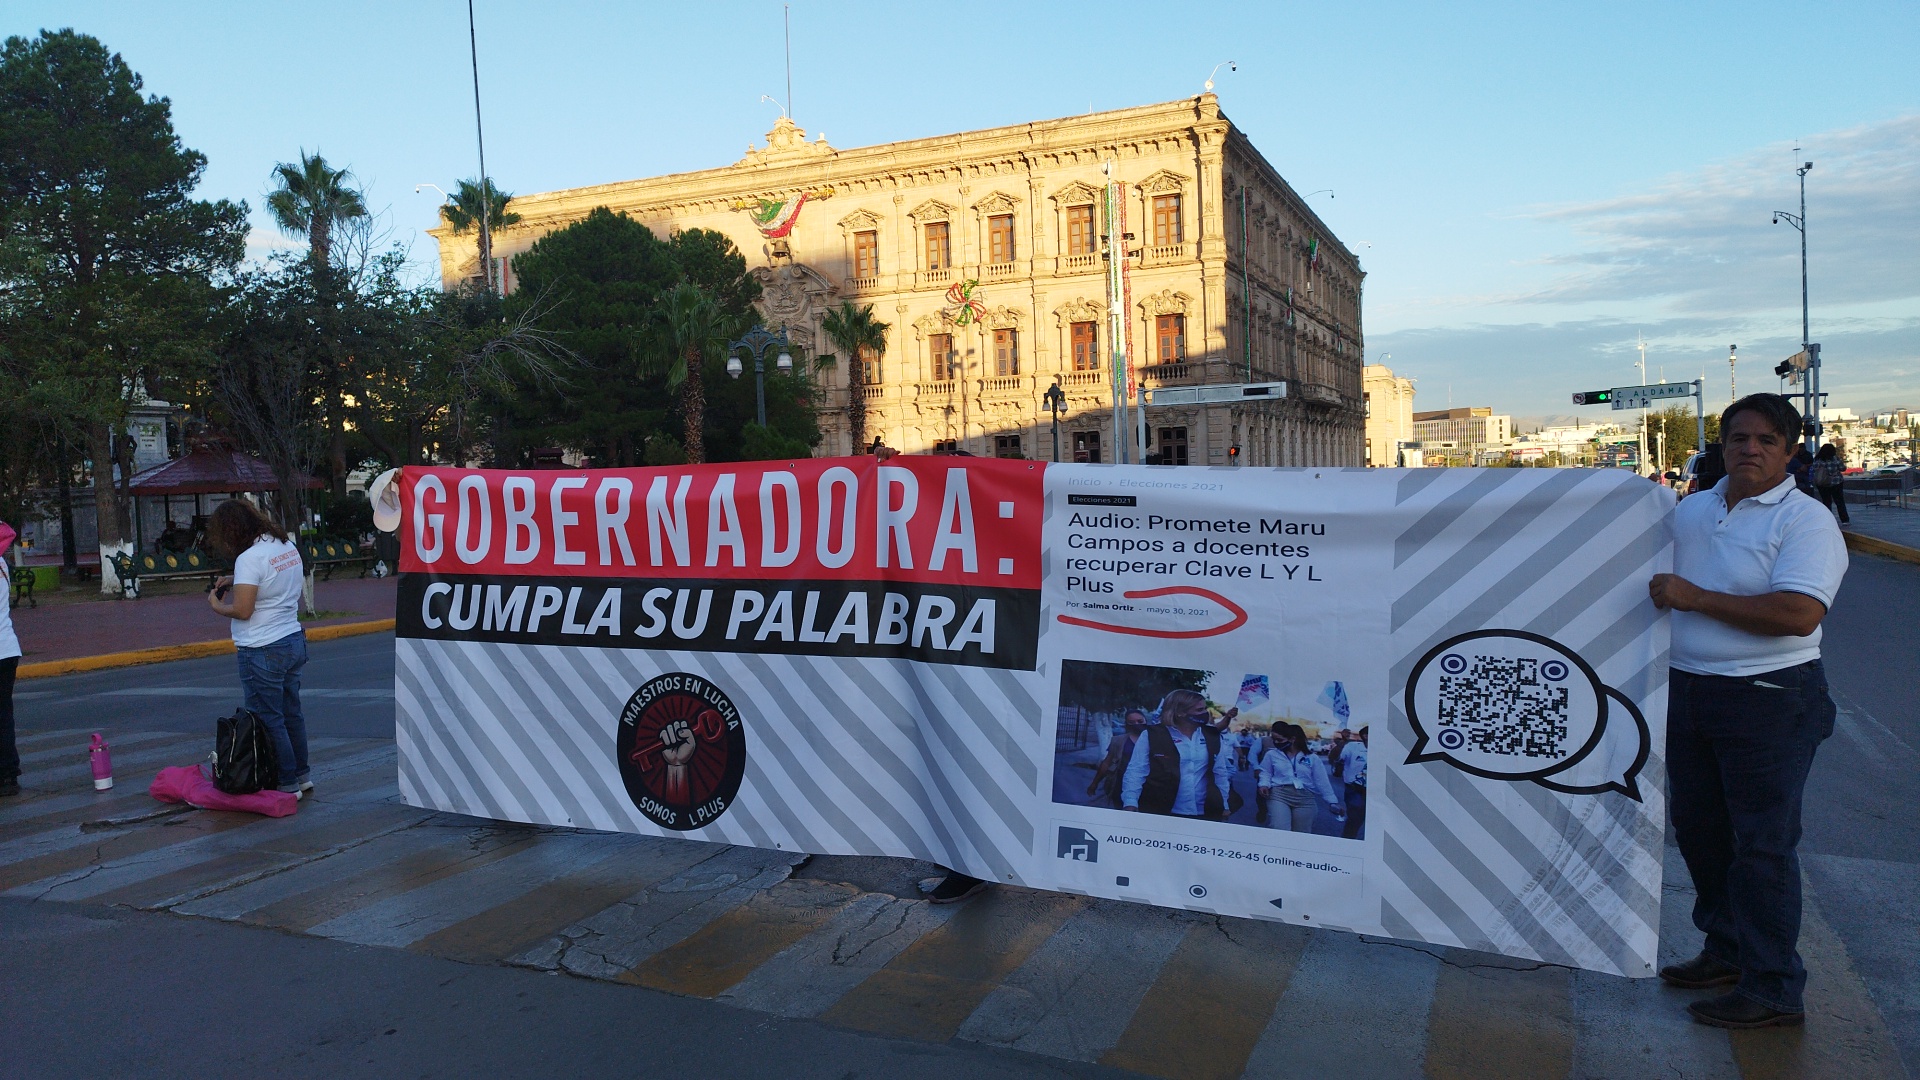 GOBERNADORA:
CUMPLA SU PALABRA
MAESTROS EN LUCHA
SOMOS L PLUS
Inicio • Elecciones 2021
Elecciones 2021
Audio: Promete Maru
Campos a docentes
recuperar Clave L Y L
Plus
Por Salma Ortiz - mayo 30, 2021
AUDIO-2021-05-28-12-26-45 (online-audio-...
C. ALDAMA